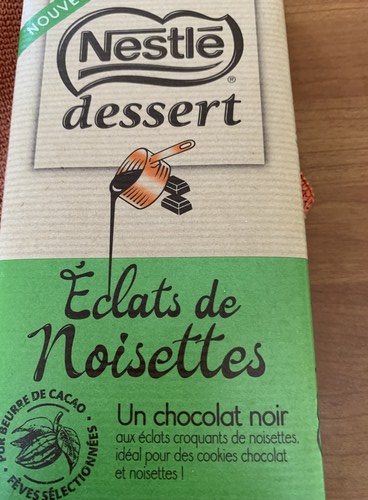 NOUVE
Nestlé
®
dessert
Éclats de
Noisettes
PUR BEURRE DE CACAO
FÈVES SÉLECTIONNÉES
Un chocolat noir
aux éclats croquants de noisettes,
idéal pour des cookies chocolat
et noisettes !